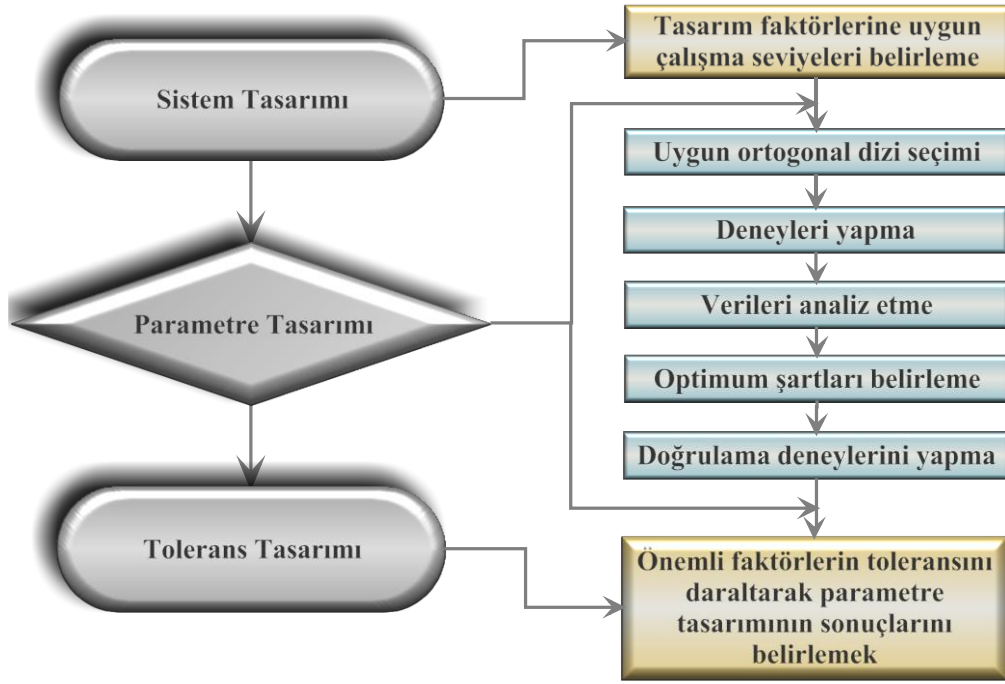 Sistem Tasarımı
Parametre Tasarımı
Tolerans Tasarımı
Tasarım faktörlerine uygun
çalışma seviyeleri belirleme
Uygun ortogonal dizi seçimi
Deneyleri yapma
Verileri analiz etme
Optimum şartları belirleme
Doğrulama deneylerini yapma
Önemli faktörlerin toleransını
daraltarak parametre
tasarımının sonuçlarını
belirlemek